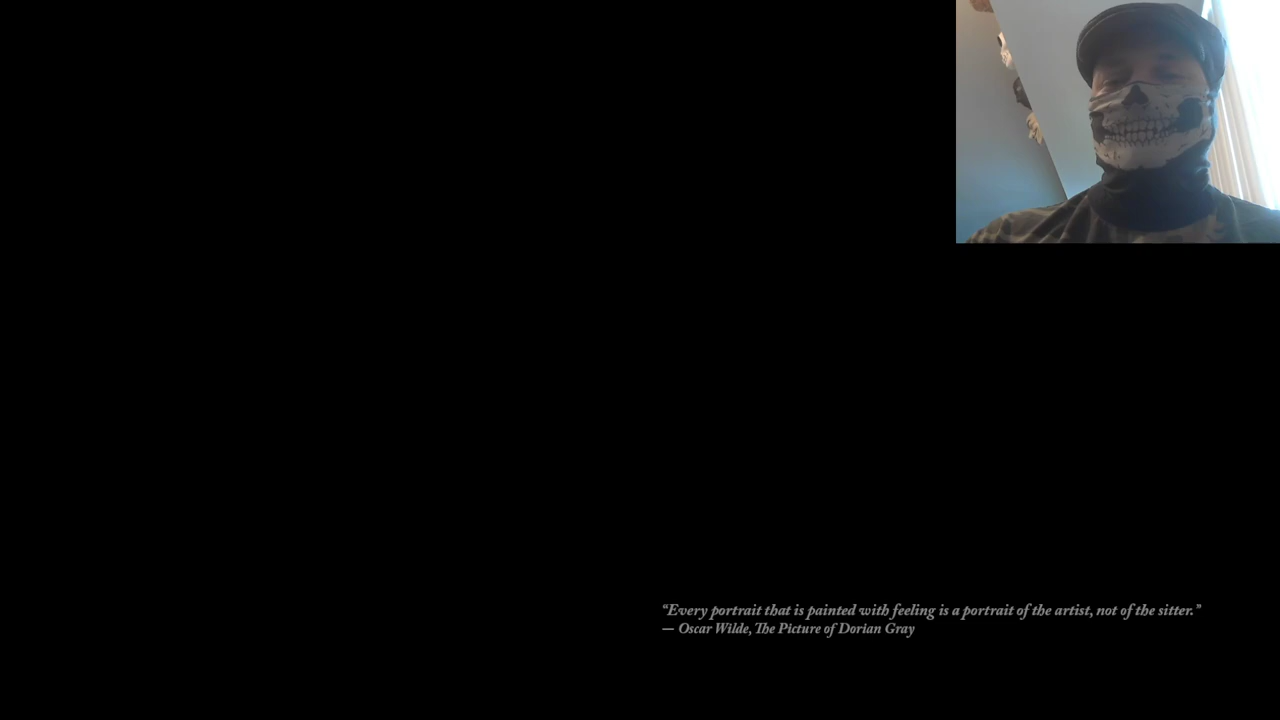 “Every portrait that is painted with feeling is a portrait of the artist, not of the sitter.”
— Oscar Wilde, The Picture of Dorian Gray